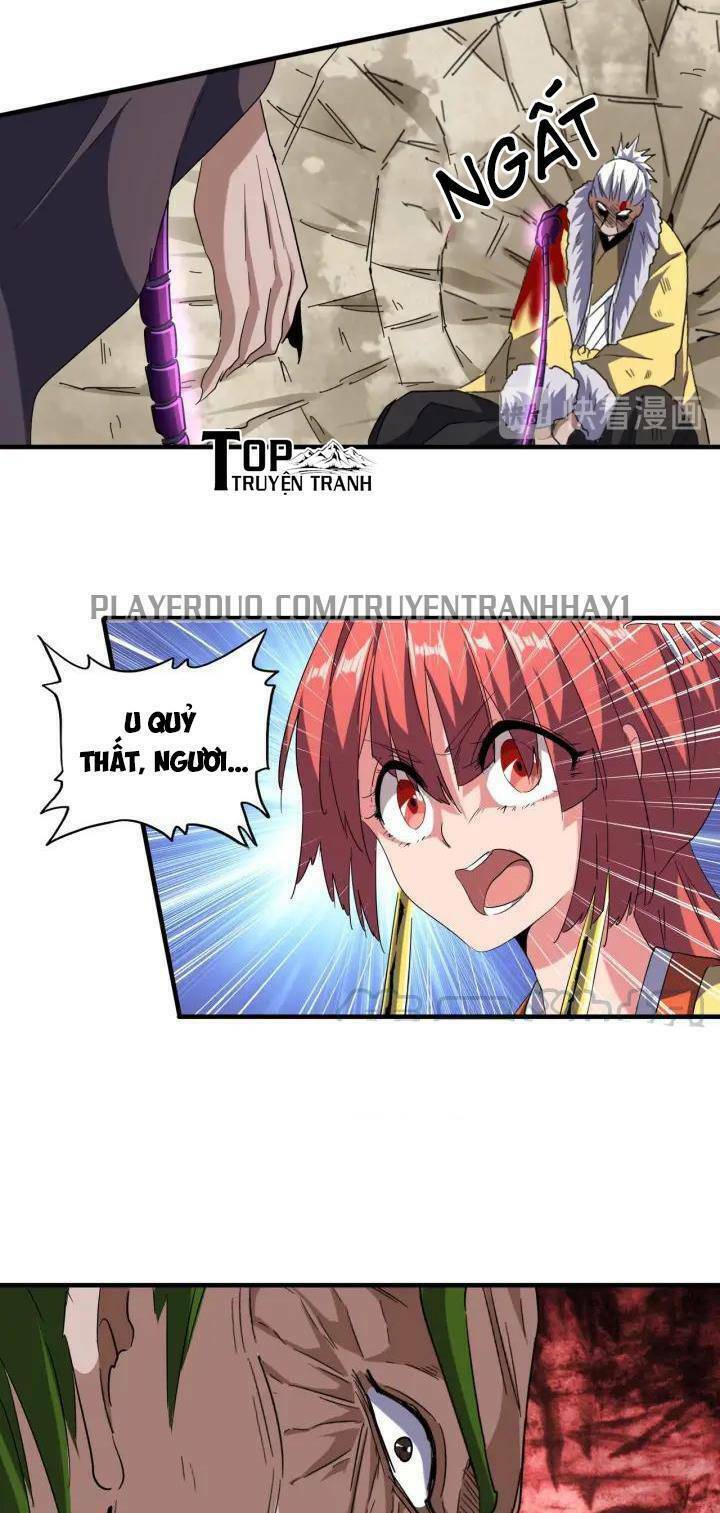 NGẤT
快看漫画
TOP
TRUYỆN TRANH
PLAYERDUO.COM/TRUYENTRANHHAY1
U QUỶ
THẤT, NGƯƠI...